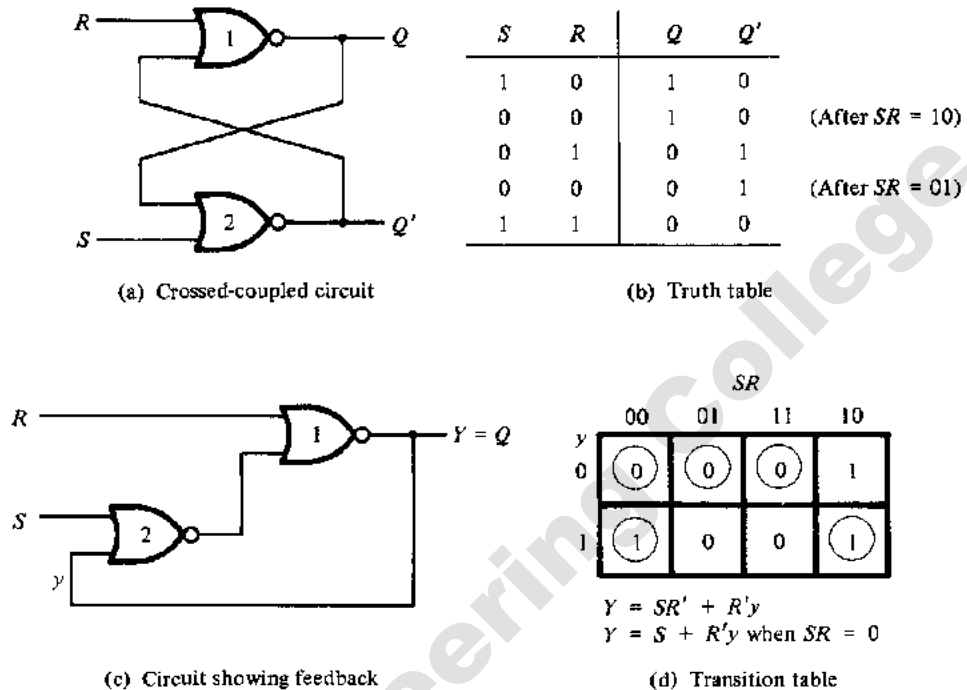 R
1
Q
2
Q'
S
(a) Crossed-coupled circuit
S R Q Q'
1 0 1 0
0 0 1 0 (After SR = 10)
0 1 0 1
0 0 0 1 (After SR = 01)
1 1 0 0
(b) Truth table
R
1
Y = Q
S
2
y
(c) Circuit showing feedback
SR
00 01 11 10
y
0 0 0 0 1
1 1 0 0 1
Y = SR' + R'y
Y = S + R'y when SR = 0
(d) Transition table
eering College